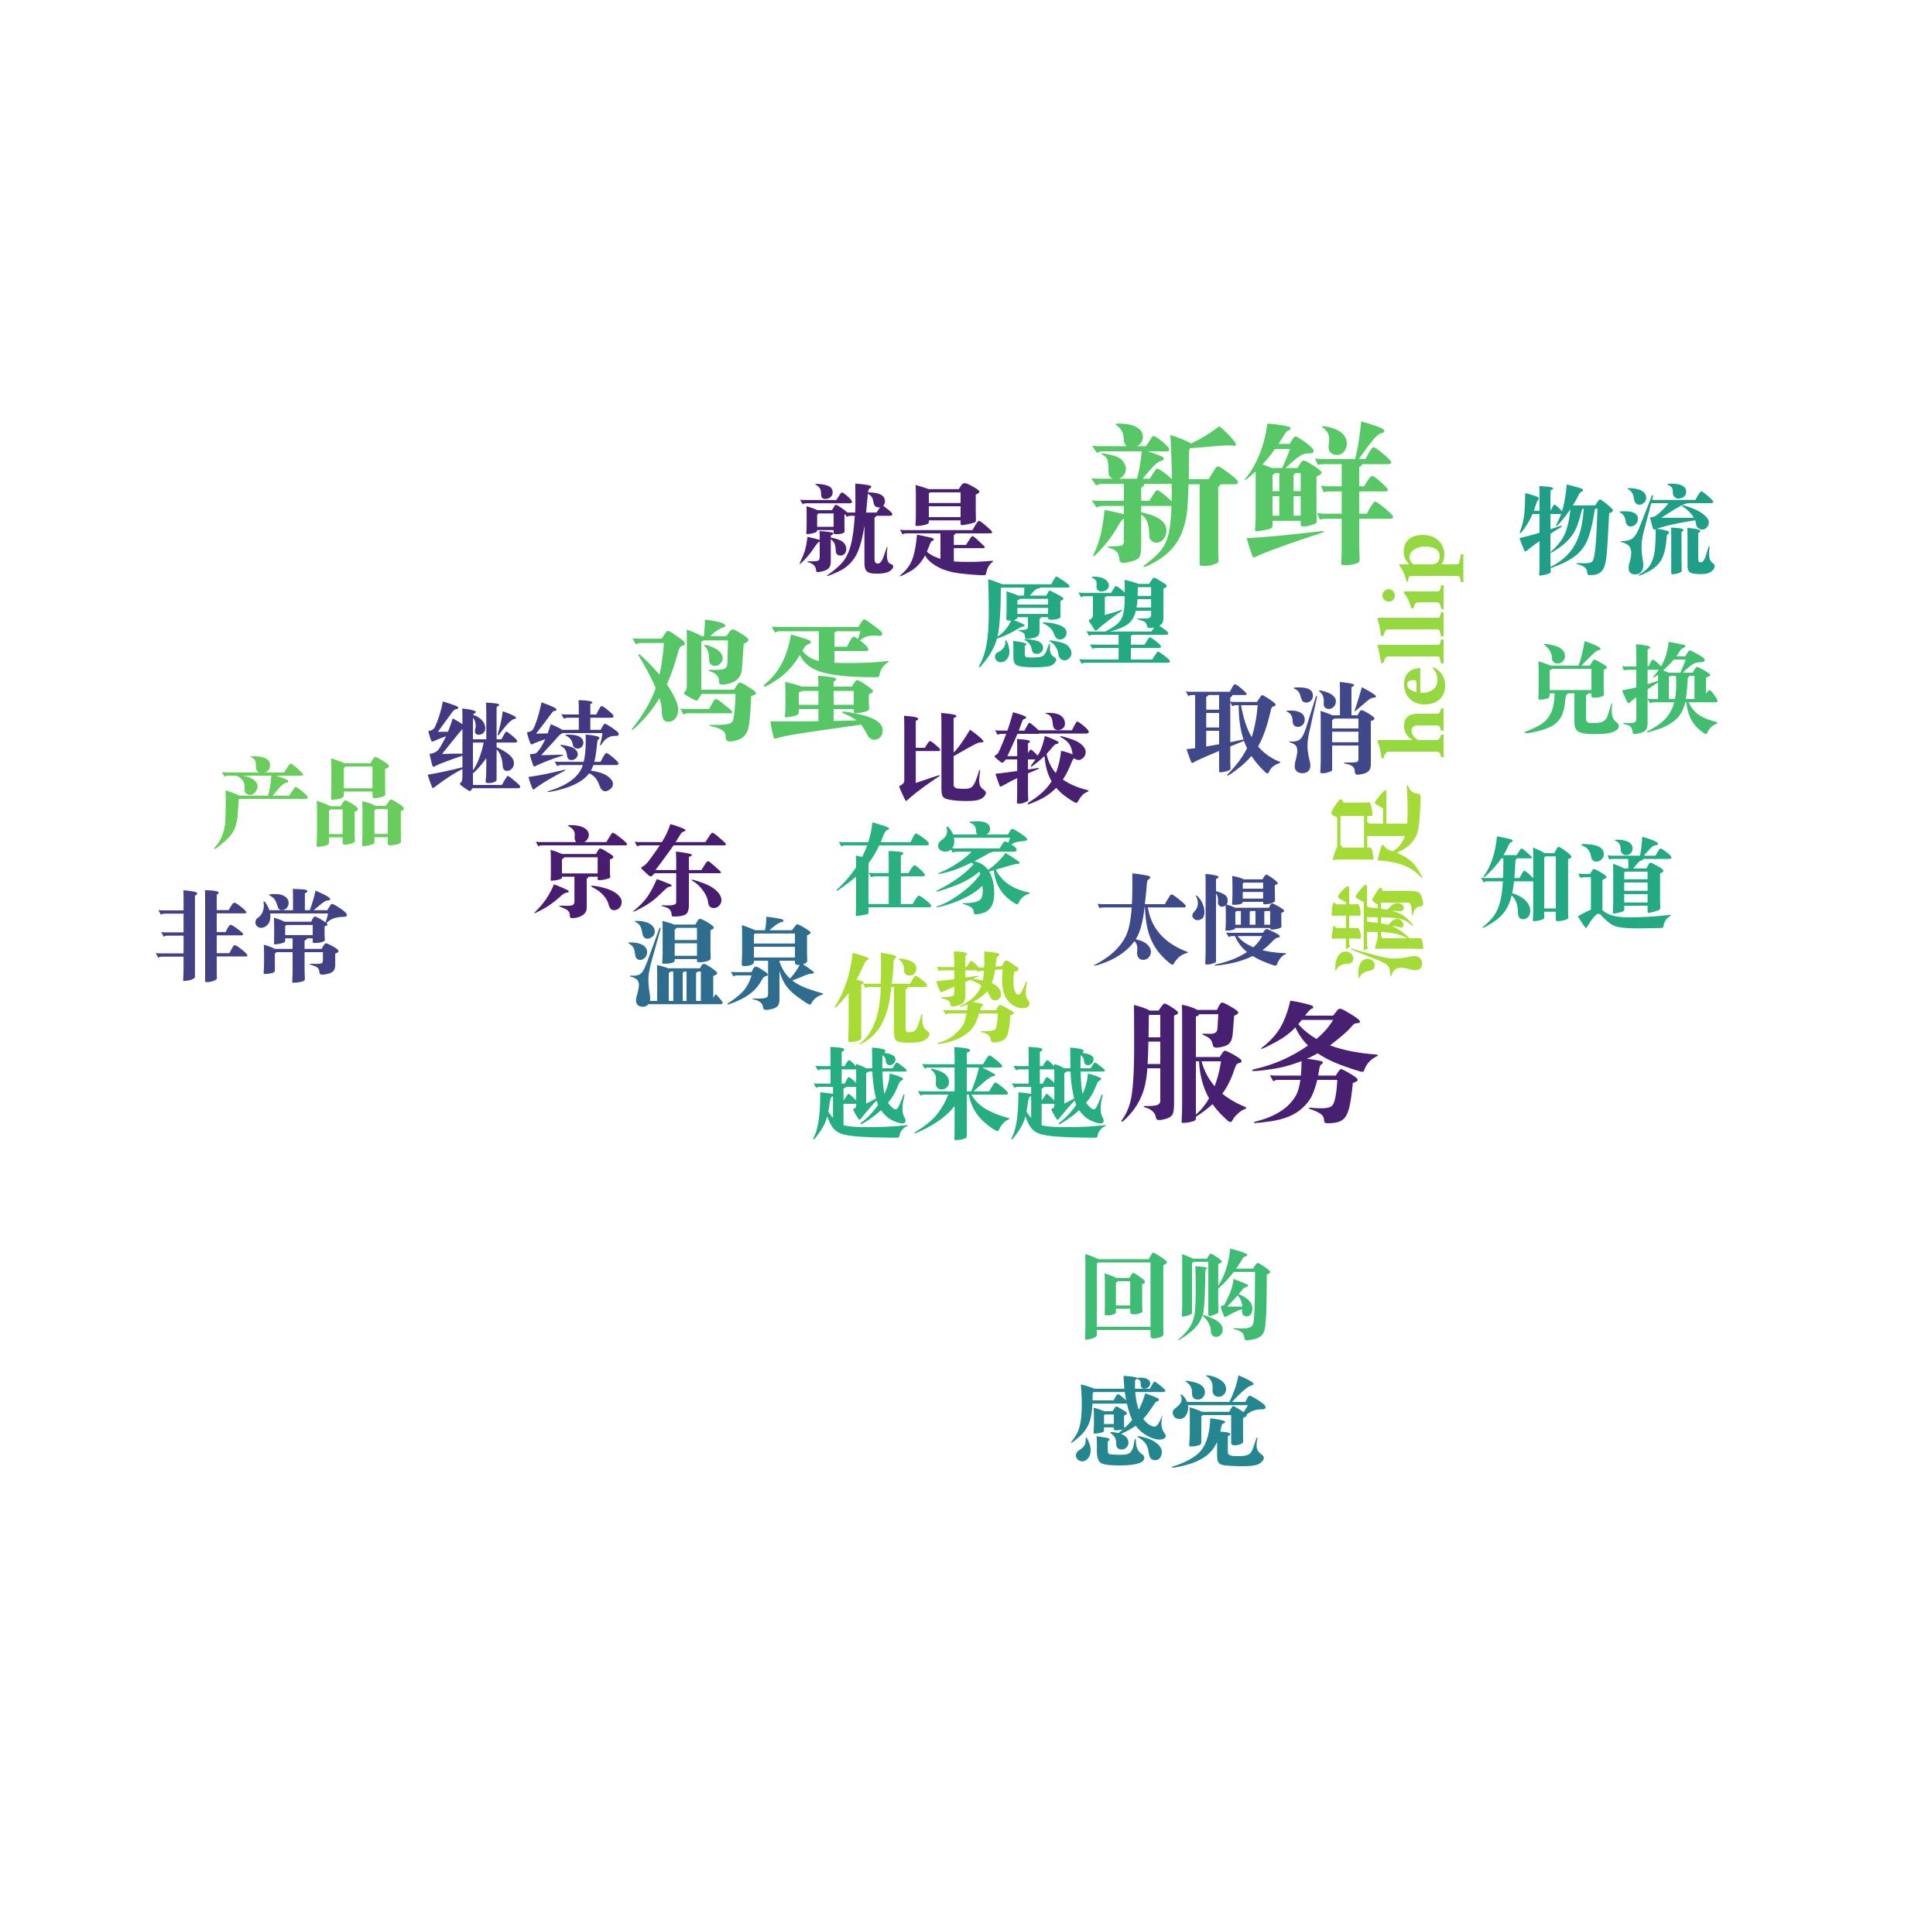 新鲜
就是
物流
hellip
愿望
鸡蛋
兑换
取消
继续
比较
产品
满足
京东
在家
知道
太慢
非常
温泉
优势
服务
越来越
回购
感觉